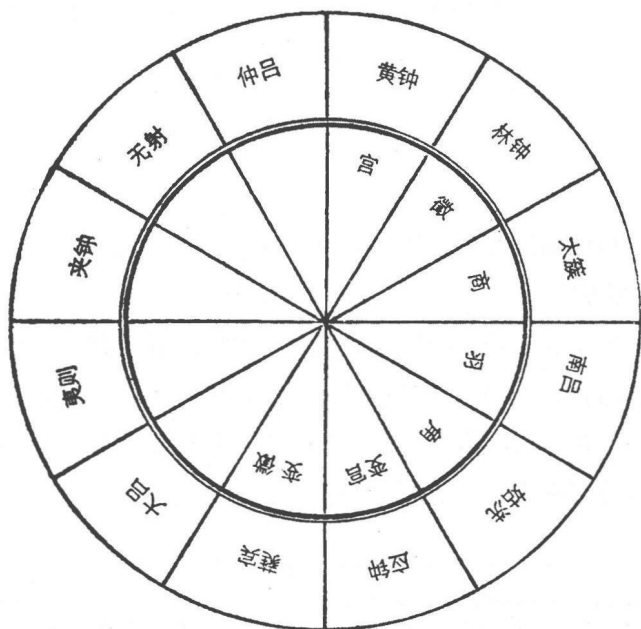 黄钟
林钟
太簇
南吕
姑洗
应钟
蕤宾
大吕
夷则
夹钟
无射
仲吕
宫
徵
商
羽
角
变宫
变徵